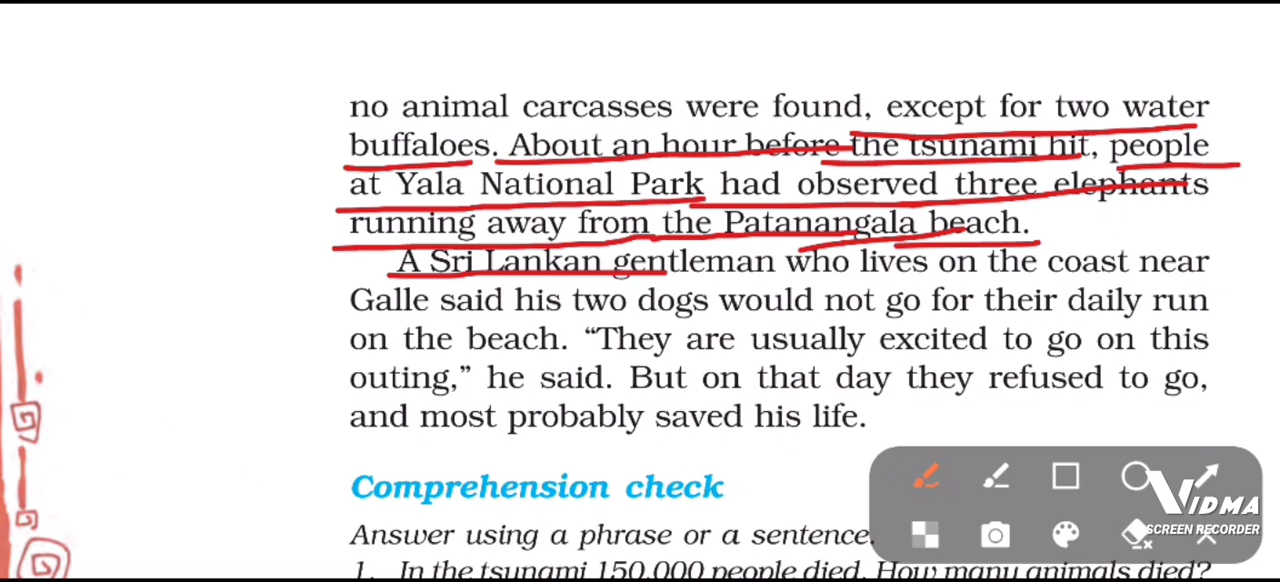 no animal carcasses were found, except for two water
buffaloes. About an hour before the tsunami hit, people
at Yala National Park had observed three elephants
running away from the Patanangala beach.
A Sri Lankan gentleman who lives on the coast near
Galle said his two dogs would not go for their daily run
on the beach. “They are usually excited to go on this
outing,” he said. But on that day they refused to go,
and most probably saved his life.
Comprehension check
Answer using a phrase or a sentence.
1. In the tsunami 150,000 people died. How many animals died?
VIDMA
SCREEN RECORDER